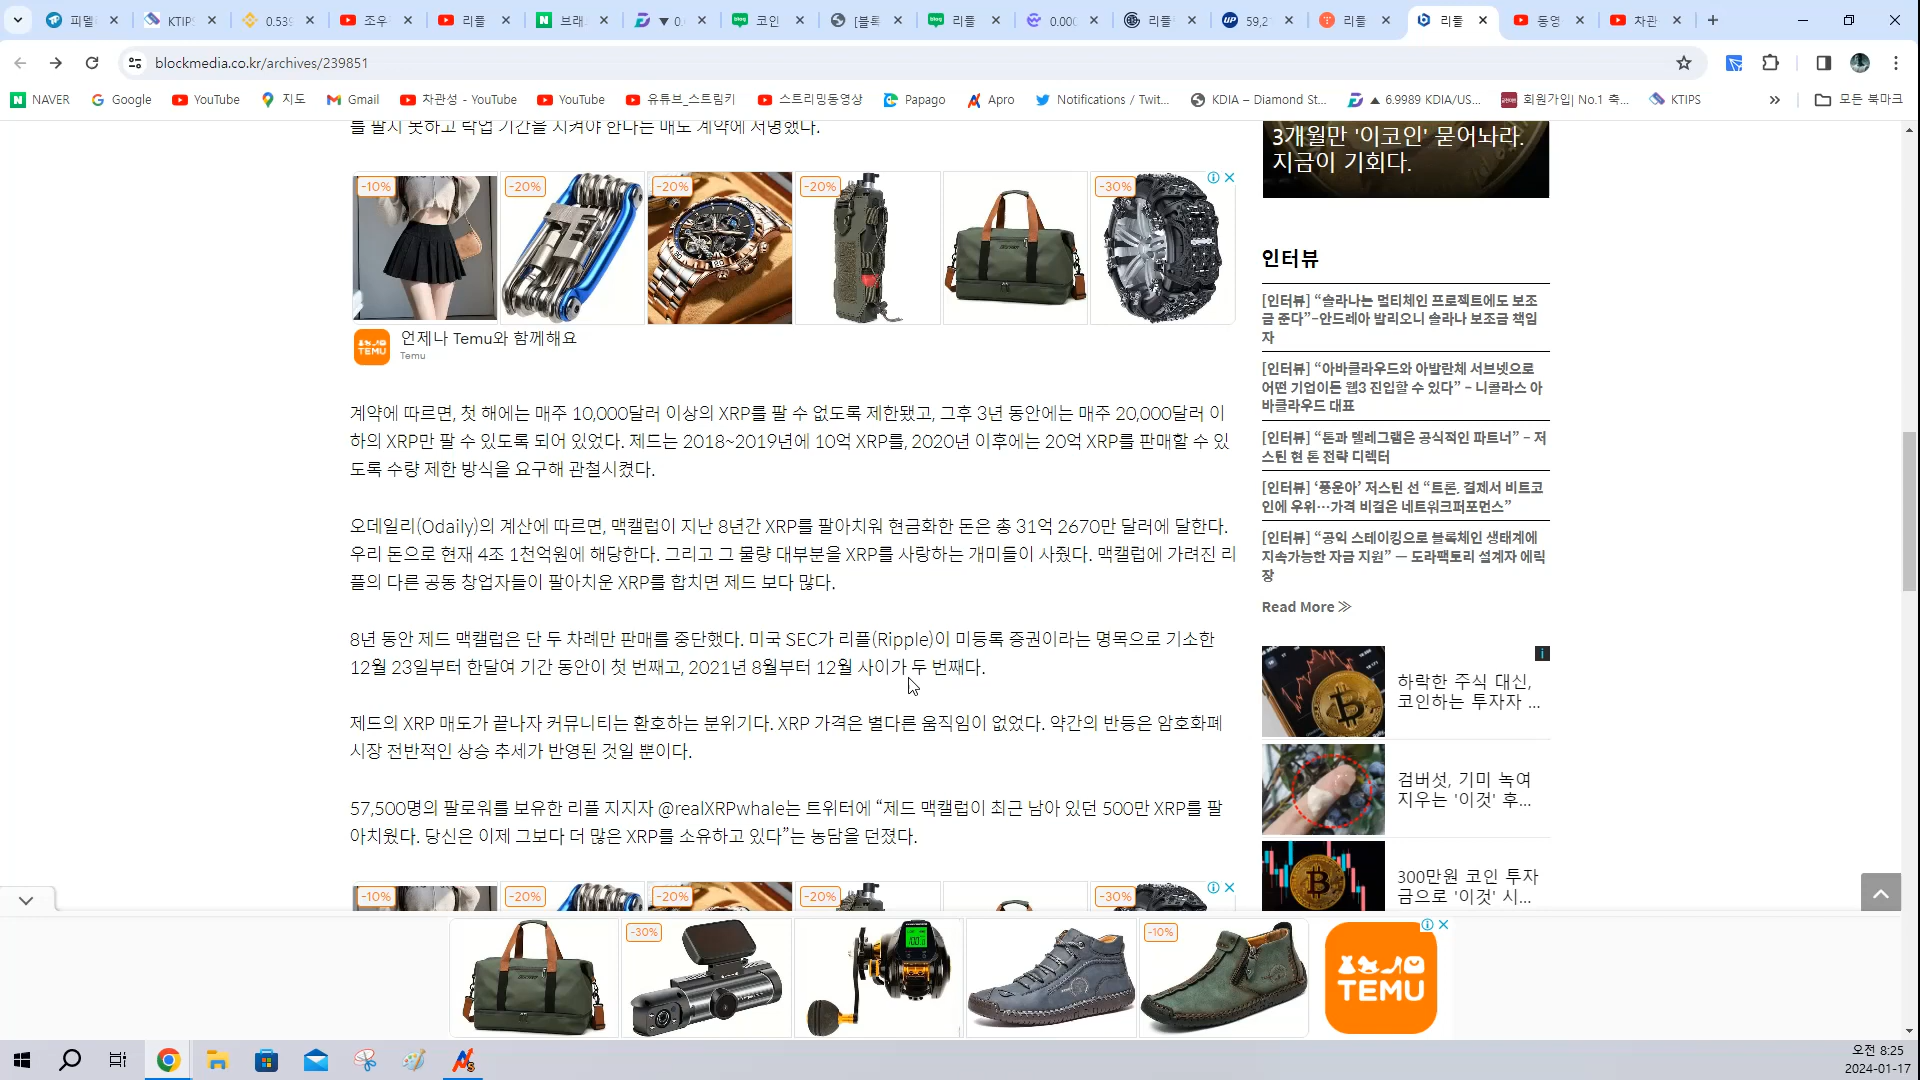 피델
KTIP
0.539
조우
리플
리플
브래
▼ 0.
코인
[블록
리플
0.000
리플
59,2
리플
리플
동영
차관
blockmedia.co.kr/archives/239851
NAVER
Google
YouTube
지도
Gmail
차관성 - YouTube
YouTube
유튜브_스트림키
스트리밍동영상
Papago
Apro
Notifications / Twit...
KDIA – Diamond St...
▲ 6.9989 KDIA/US...
회원가입| No.1 축...
KTIPS
모든 북마크
를 팔지 못하고 락업 기간을 지켜야 한다는 매도 계약에 서명했다.
-10%
-20%
-20%
-20%
-30%
언제나 Temu와 함께해요
Temu
계약에 따르면, 첫 해에는 매주 10,000달러 이상의 XRP를 팔 수 없도록 제한됐고, 그후 3년 동안에는 매주 20,000달러 이
하의 XRP만 팔 수 있도록 되어 있었다. 제드는 2018~2019년에 10억 XRP를, 2020년 이후에는 20억 XRP를 판매할 수 있
도록 수량 제한 방식을 요구해 관철시켰다.
오데일리(Odaily)의 계산에 따르면, 맥캘럽이 지난 8년간 XRP를 팔아치워 현금화한 돈은 총 31억 2670만 달러에 달한다.
우리 돈으로 현재 4조 1천억원에 해당한다. 그리고 그 물량 대부분을 XRP를 사랑하는 개미들이 사줬다. 맥캘럽에 가려진 리
플의 다른 공동 창업자들이 팔아치운 XRP를 합치면 제드 보다 많다.
8년 동안 제드 맥캘럽은 단 두 차례만 판매를 중단했다. 미국 SEC가 리플(Ripple)이 미등록 증권이라는 명목으로 기소한
12월 23일부터 한달여 기간 동안이 첫 번째고, 2021년 8월부터 12월 사이가 두 번째다.
제드의 XRP 매도가 끝나자 커뮤니티는 환호하는 분위기다. XRP 가격은 별다른 움직임이 없었다. 약간의 반등은 암호화폐
시장 전반적인 상승 추세가 반영된 것일 뿐이다.
57,500명의 팔로워를 보유한 리플 지지자 @realXRPwhale는 트위터에 “제드 맥캘럽이 최근 남아 있던 500만 XRP를 팔
아치웠다. 당신은 이제 그보다 더 많은 XRP를 소유하고 있다”는 농담을 던졌다.
-10%
-20%
-20%
-20%
-30%
3개월만 '이코인' 묻어놔라.
지금이 기회다.
인터뷰
[인터뷰] “솔라나는 멀티체인 프로젝트에도 보조
금 준다”–안드레아 발리오니 솔라나 보조금 책임
자
[인터뷰] “아바클라우드와 아발란체 서브넷으로
어떤 기업이든 웹3 진입할 수 있다” – 니콜라스 아
바클라우드 대표
[인터뷰] “톤과 텔레그램은 공식적인 파트너” – 저
스틴 현 톤 전략 디렉터
[인터뷰] ‘풍운아’ 저스틴 선 “트론, 결제서 비트코
인에 우위…가격 비결은 네트워크퍼포먼스”
[인터뷰] “공익 스테이킹으로 블록체인 생태계에
지속가능한 자금 지원” ㅡ 도라팩토리 설계자 에릭
장
Read More ≫
하락한 주식 대신,
코인하는 투자자 ...
검버섯, 기미 녹여
지우는 '이것' 후...
300만원 코인 투자
금으로 '이것' 시...
-30%
-10%
TEMU
오전 8:25
2024-01-17